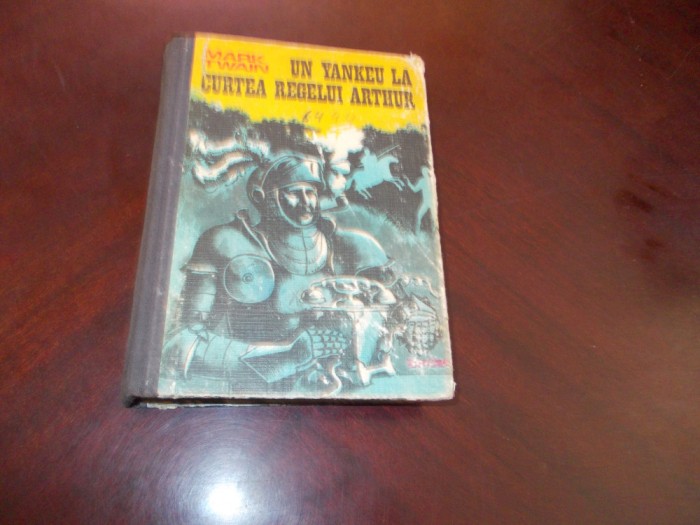 MARK
TWAIN
UN YANKEU LA
CURTEA REGELUI ARTHUR